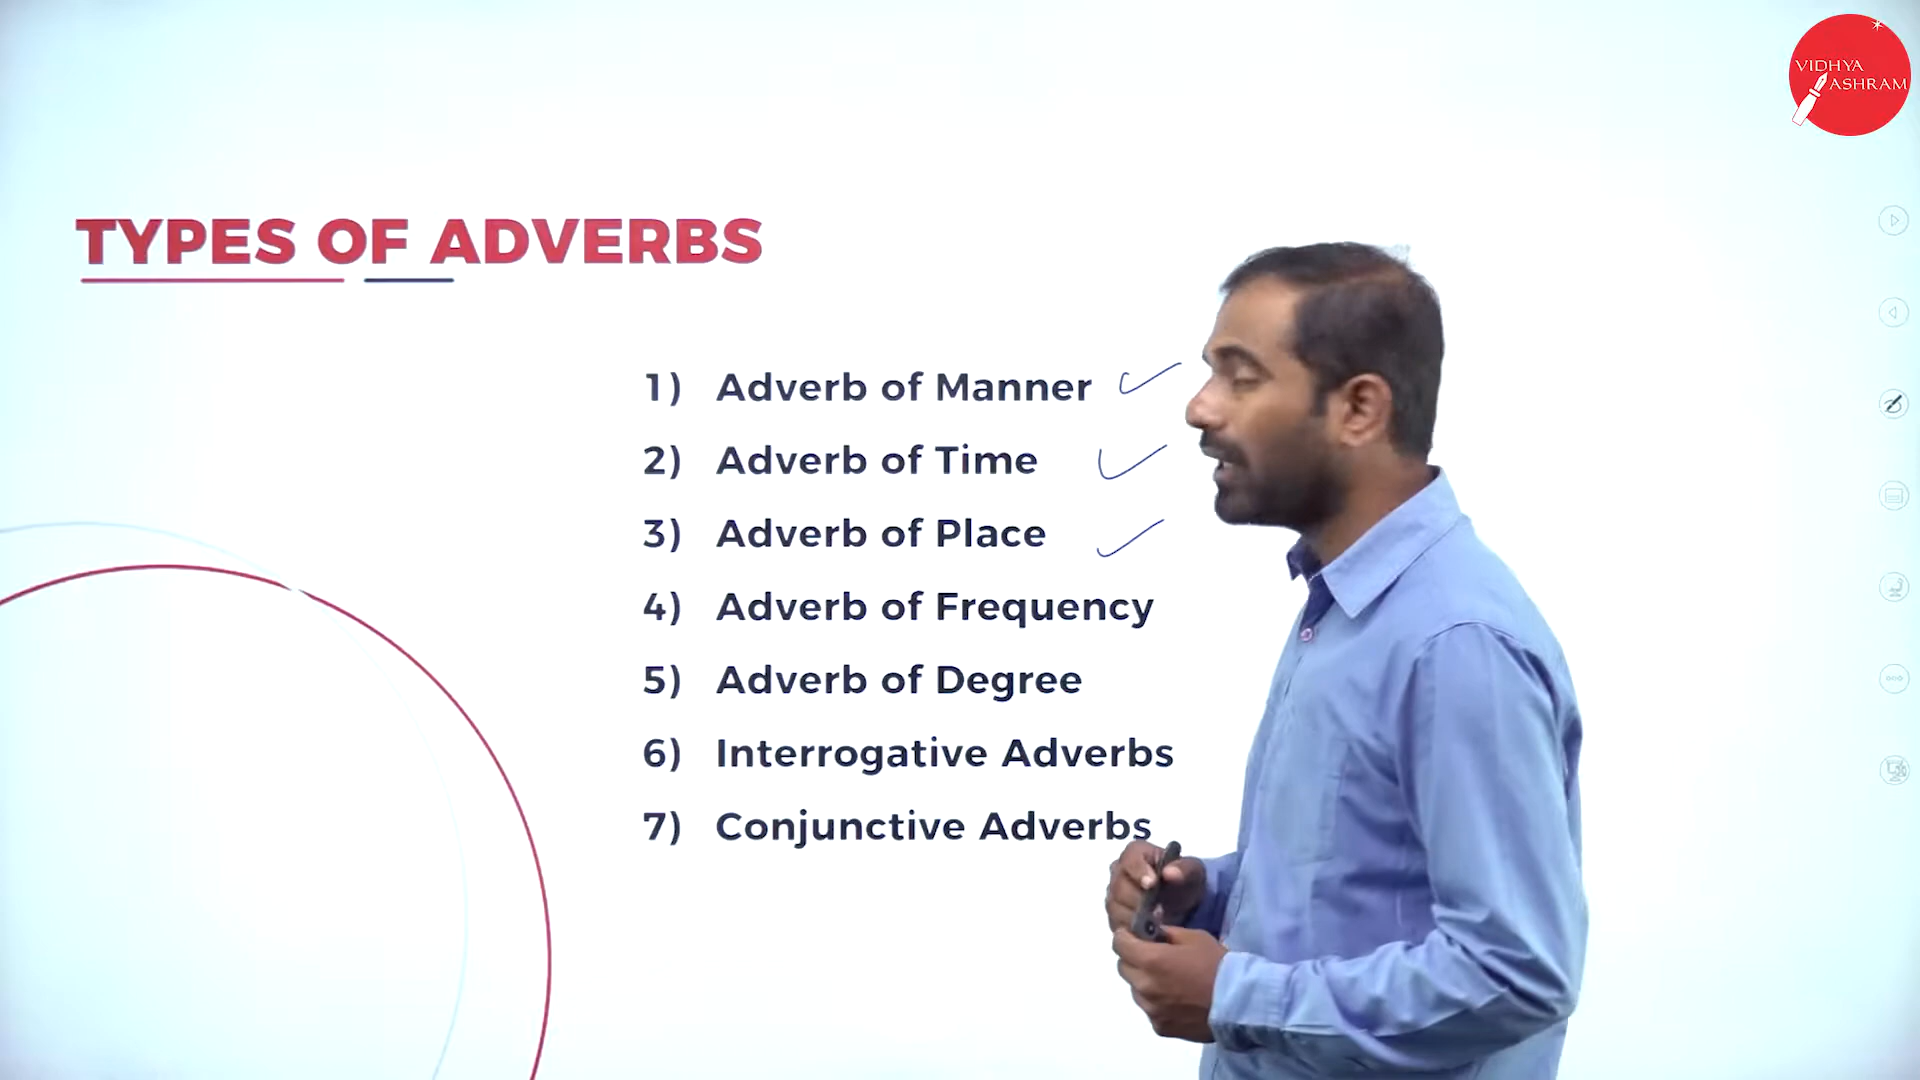 VIDHYA
ASHRAM
TYPES OF ADVERBS
1) Adverb of Manner
2) Adverb of Time
3) Adverb of Place
4) Adverb of Frequency
5) Adverb of Degree
6) Interrogative Adverbs
7) Conjunctive Adverbs